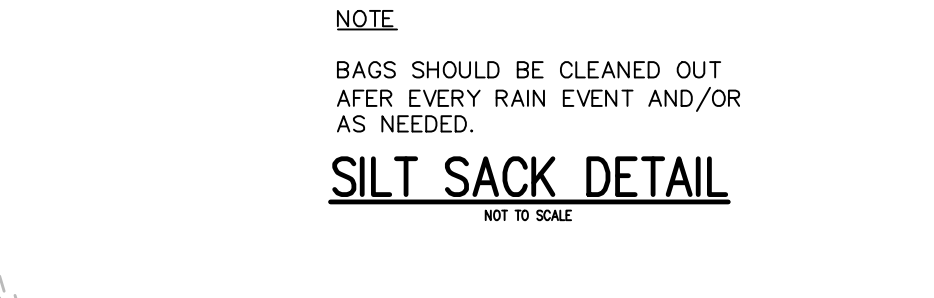 NOTE
BAGS SHOULD BE CLEANED OUT
AFER EVERY RAIN EVENT AND/OR
AS NEEDED.
SILT SACK DETAIL
NOT TO SCALE